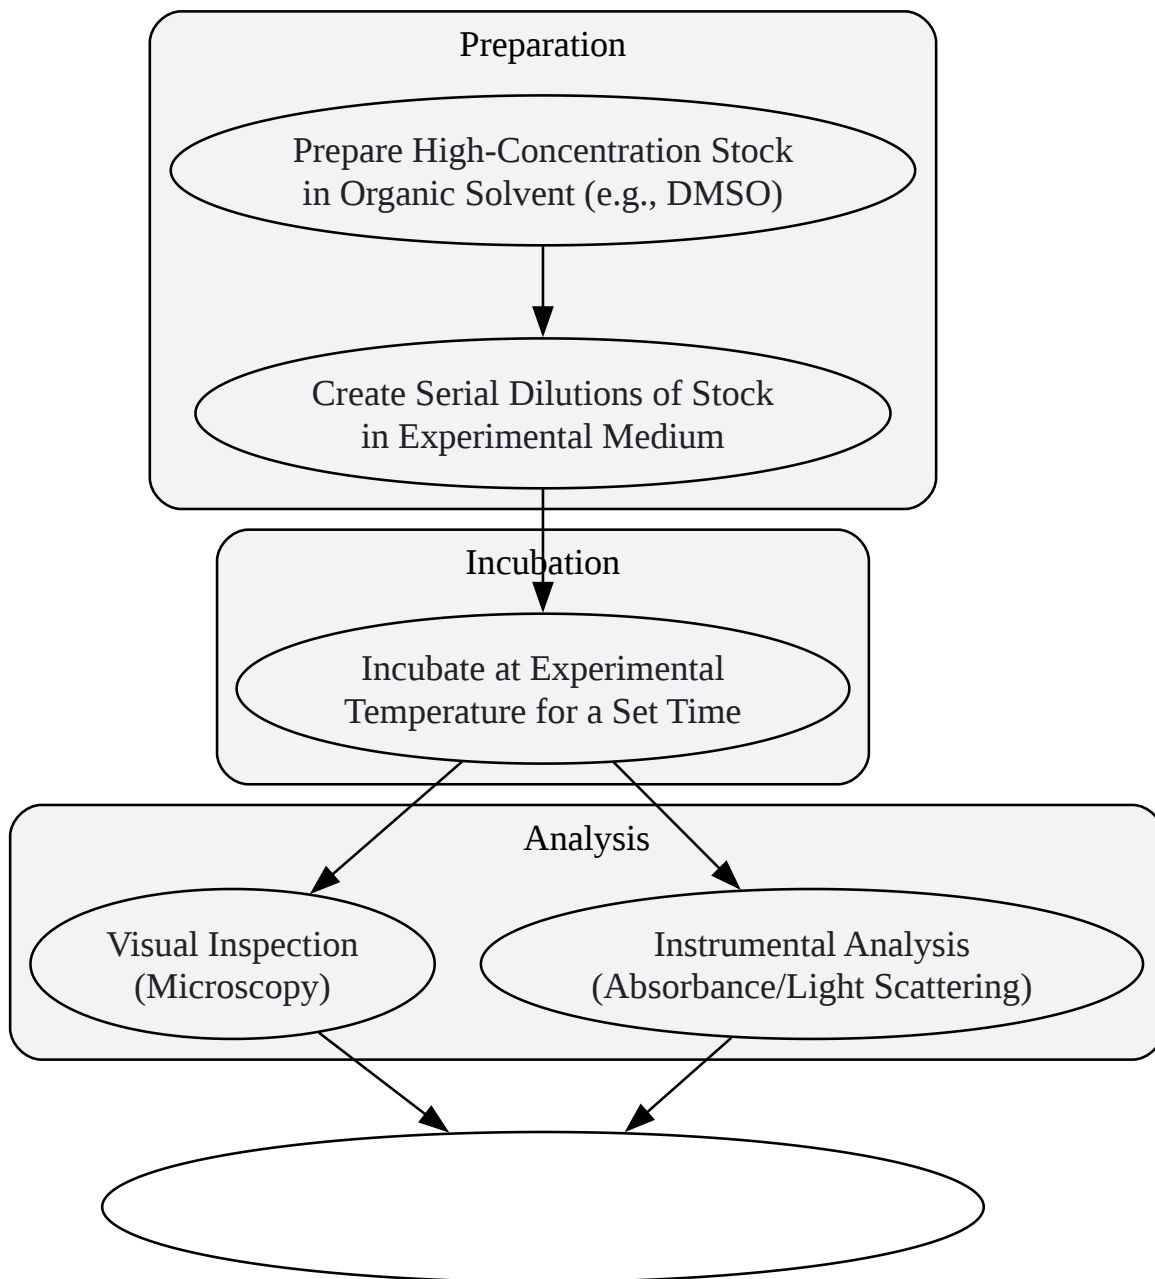 Preparation
Prepare High-Concentration Stock
in Organic Solvent (e.g., DMSO)
Create Serial Dilutions of Stock
in Experimental Medium
Incubation
Incubate at Experimental
Temperature for a Set Time
Analysis
Visual Inspection
(Microscopy)
Instrumental Analysis
(Absorbance/Light Scattering)